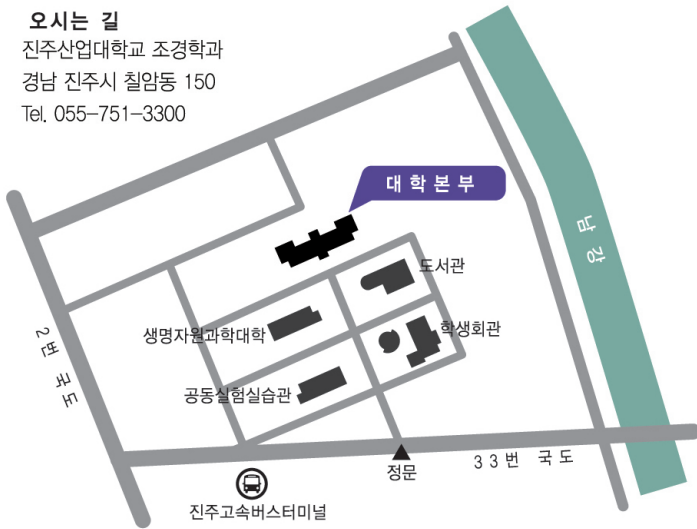 오시는 길
진주산업대학교 조경학과
경남 진주시 칠암동 150
Tel. 055-751-3300
대학본부
남강
도서관
생명자원과학대학
학생회관
2번 국도
공동실험실습관
33번 국도
정문
진주고속버스터미널